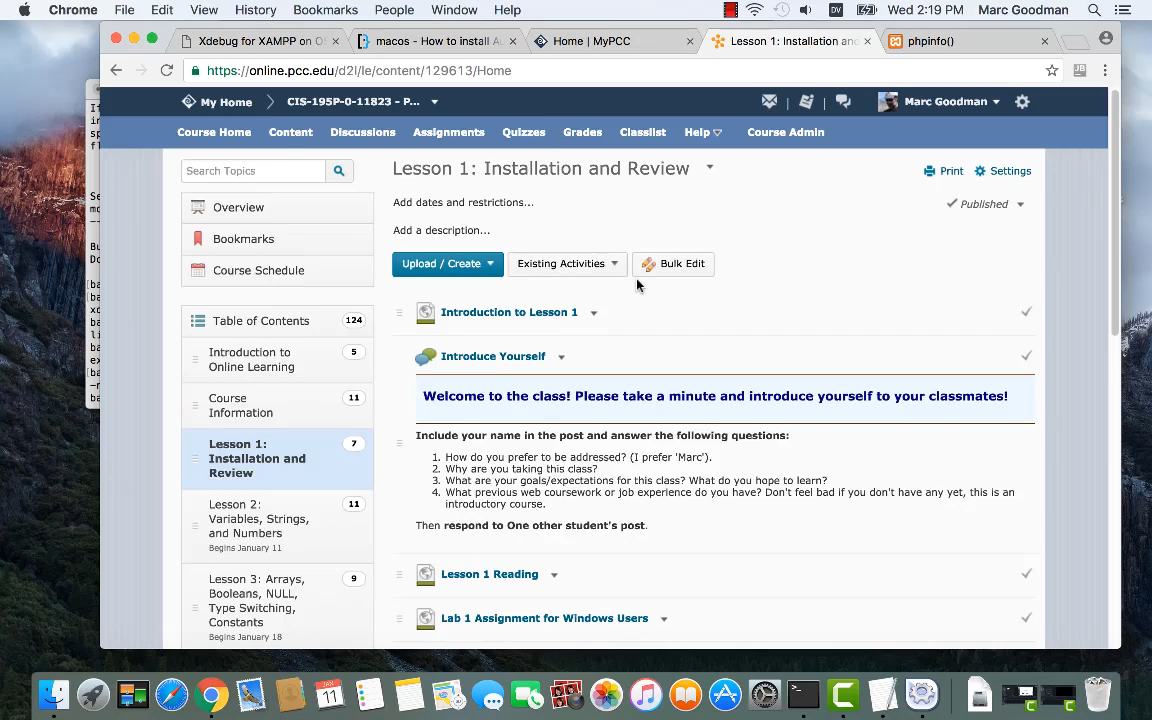 Chrome File Edit View History Bookmarks People Window Help DV Wed 2:19 PM Marc Goodman
Xdebug for XAMPP on OS macos - How to install Au Home | MyPCC Lesson 1: Installation and phpinfo()
https://online.pcc.edu/d2l/le/content/129613/Home
My Home CIS-195P-0-11823 - P... Marc Goodman
Course Home Content Discussions Assignments Quizzes Grades Classlist Help Course Admin
Search Topics
Lesson 1: Installation and Review
Print Settings
Add dates and restrictions...
Published
Overview
Add a description...
Bookmarks
Upload / Create Existing Activities Bulk Edit
Course Schedule
Introduction to Lesson 1
Table of Contents 124
Introduction to Online Learning 5
Introduce Yourself
Course Information 11
Welcome to the class! Please take a minute and introduce yourself to your classmates!
Lesson 1: Installation and Review 7
Include your name in the post and answer the following questions:
1. How do you prefer to be addressed? (I prefer 'Marc').
2. Why are you taking this class?
3. What are your goals/expectations for this class? What do you hope to learn?
4. What previous web coursework or job experience do you have? Don't feel bad if you don't have any yet, this is an
introductory course.
Then respond to One other student's post.
Lesson 2: Variables, Strings, and Numbers 11
Begins January 11
Lesson 1 Reading
Lesson 3: Arrays, Booleans, NULL, Type Switching, Constants 9
Begins January 18
Lab 1 Assignment for Windows Users
JAN
11